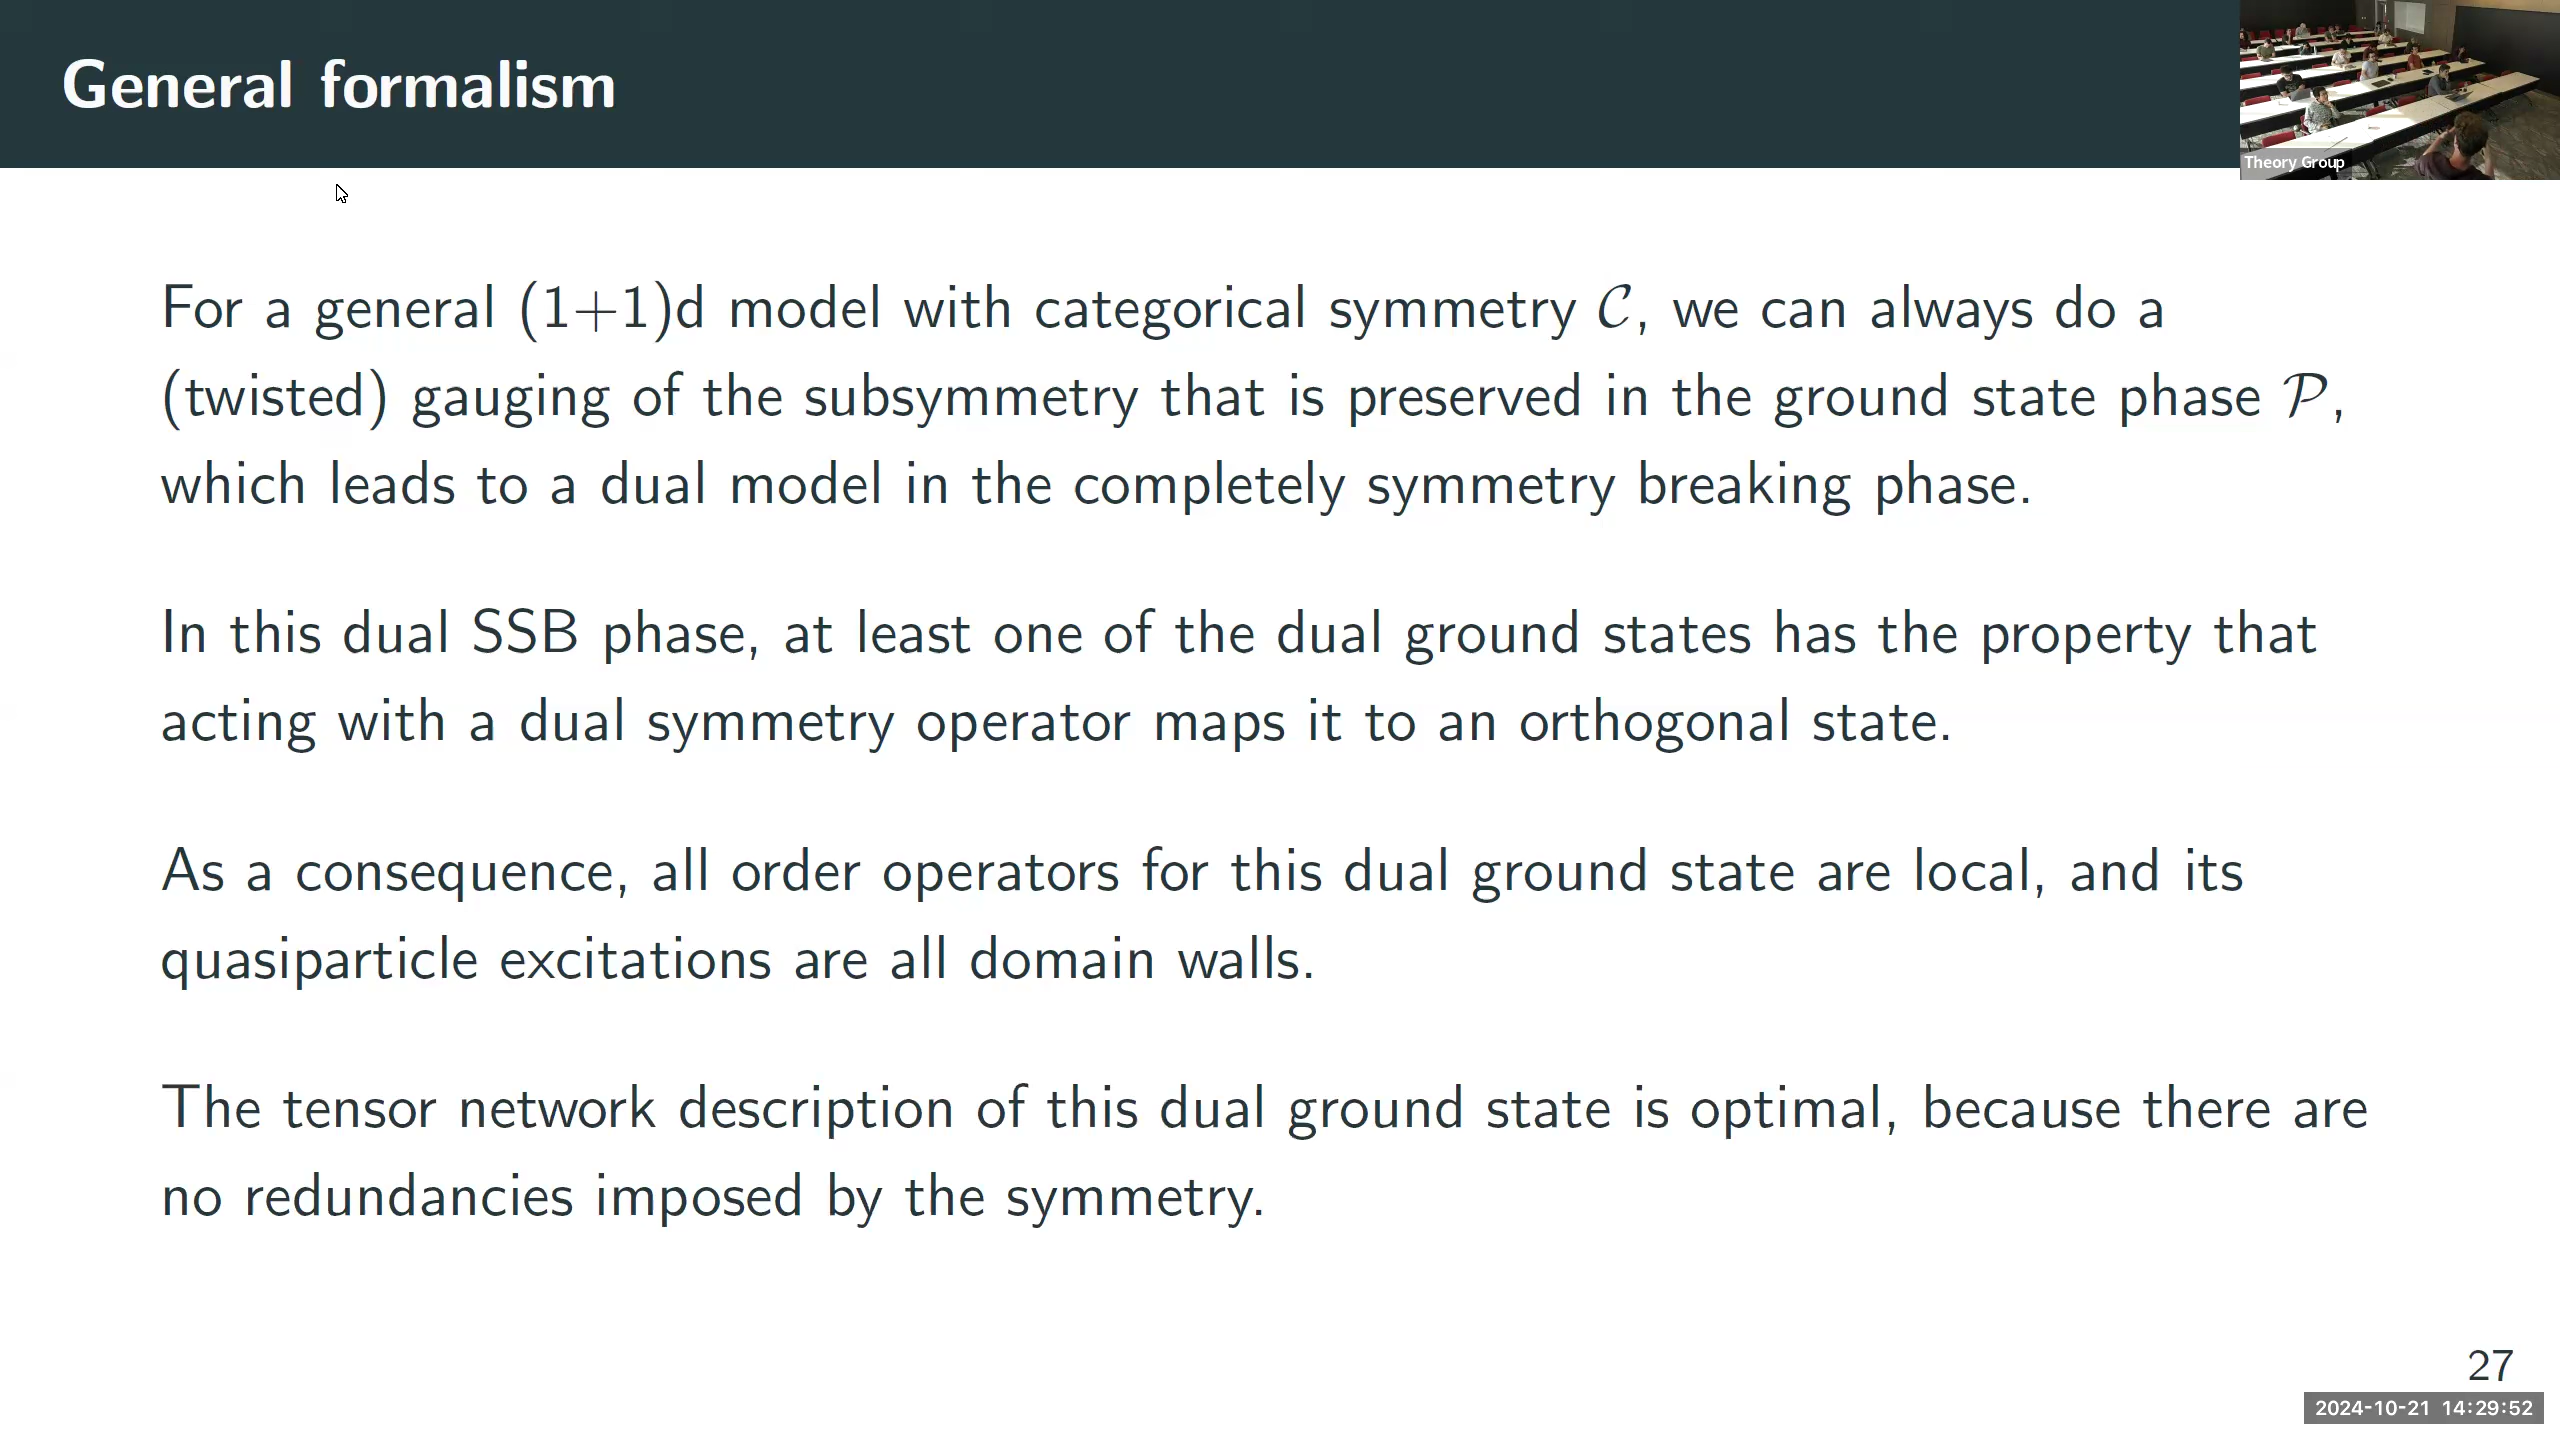 General formalism
Theory Group
For a general (1+1)d model with categorical symmetry 𝒞, we can always do a
(twisted) gauging of the subsymmetry that is preserved in the ground state phase 𝒫,
which leads to a dual model in the completely symmetry breaking phase.
In this dual SSB phase, at least one of the dual ground states has the property that
acting with a dual symmetry operator maps it to an orthogonal state.
As a consequence, all order operators for this dual ground state are local, and its
quasiparticle excitations are all domain walls.
The tensor network description of this dual ground state is optimal, because there are
no redundancies imposed by the symmetry.
27
2024-10-21 14:29:52